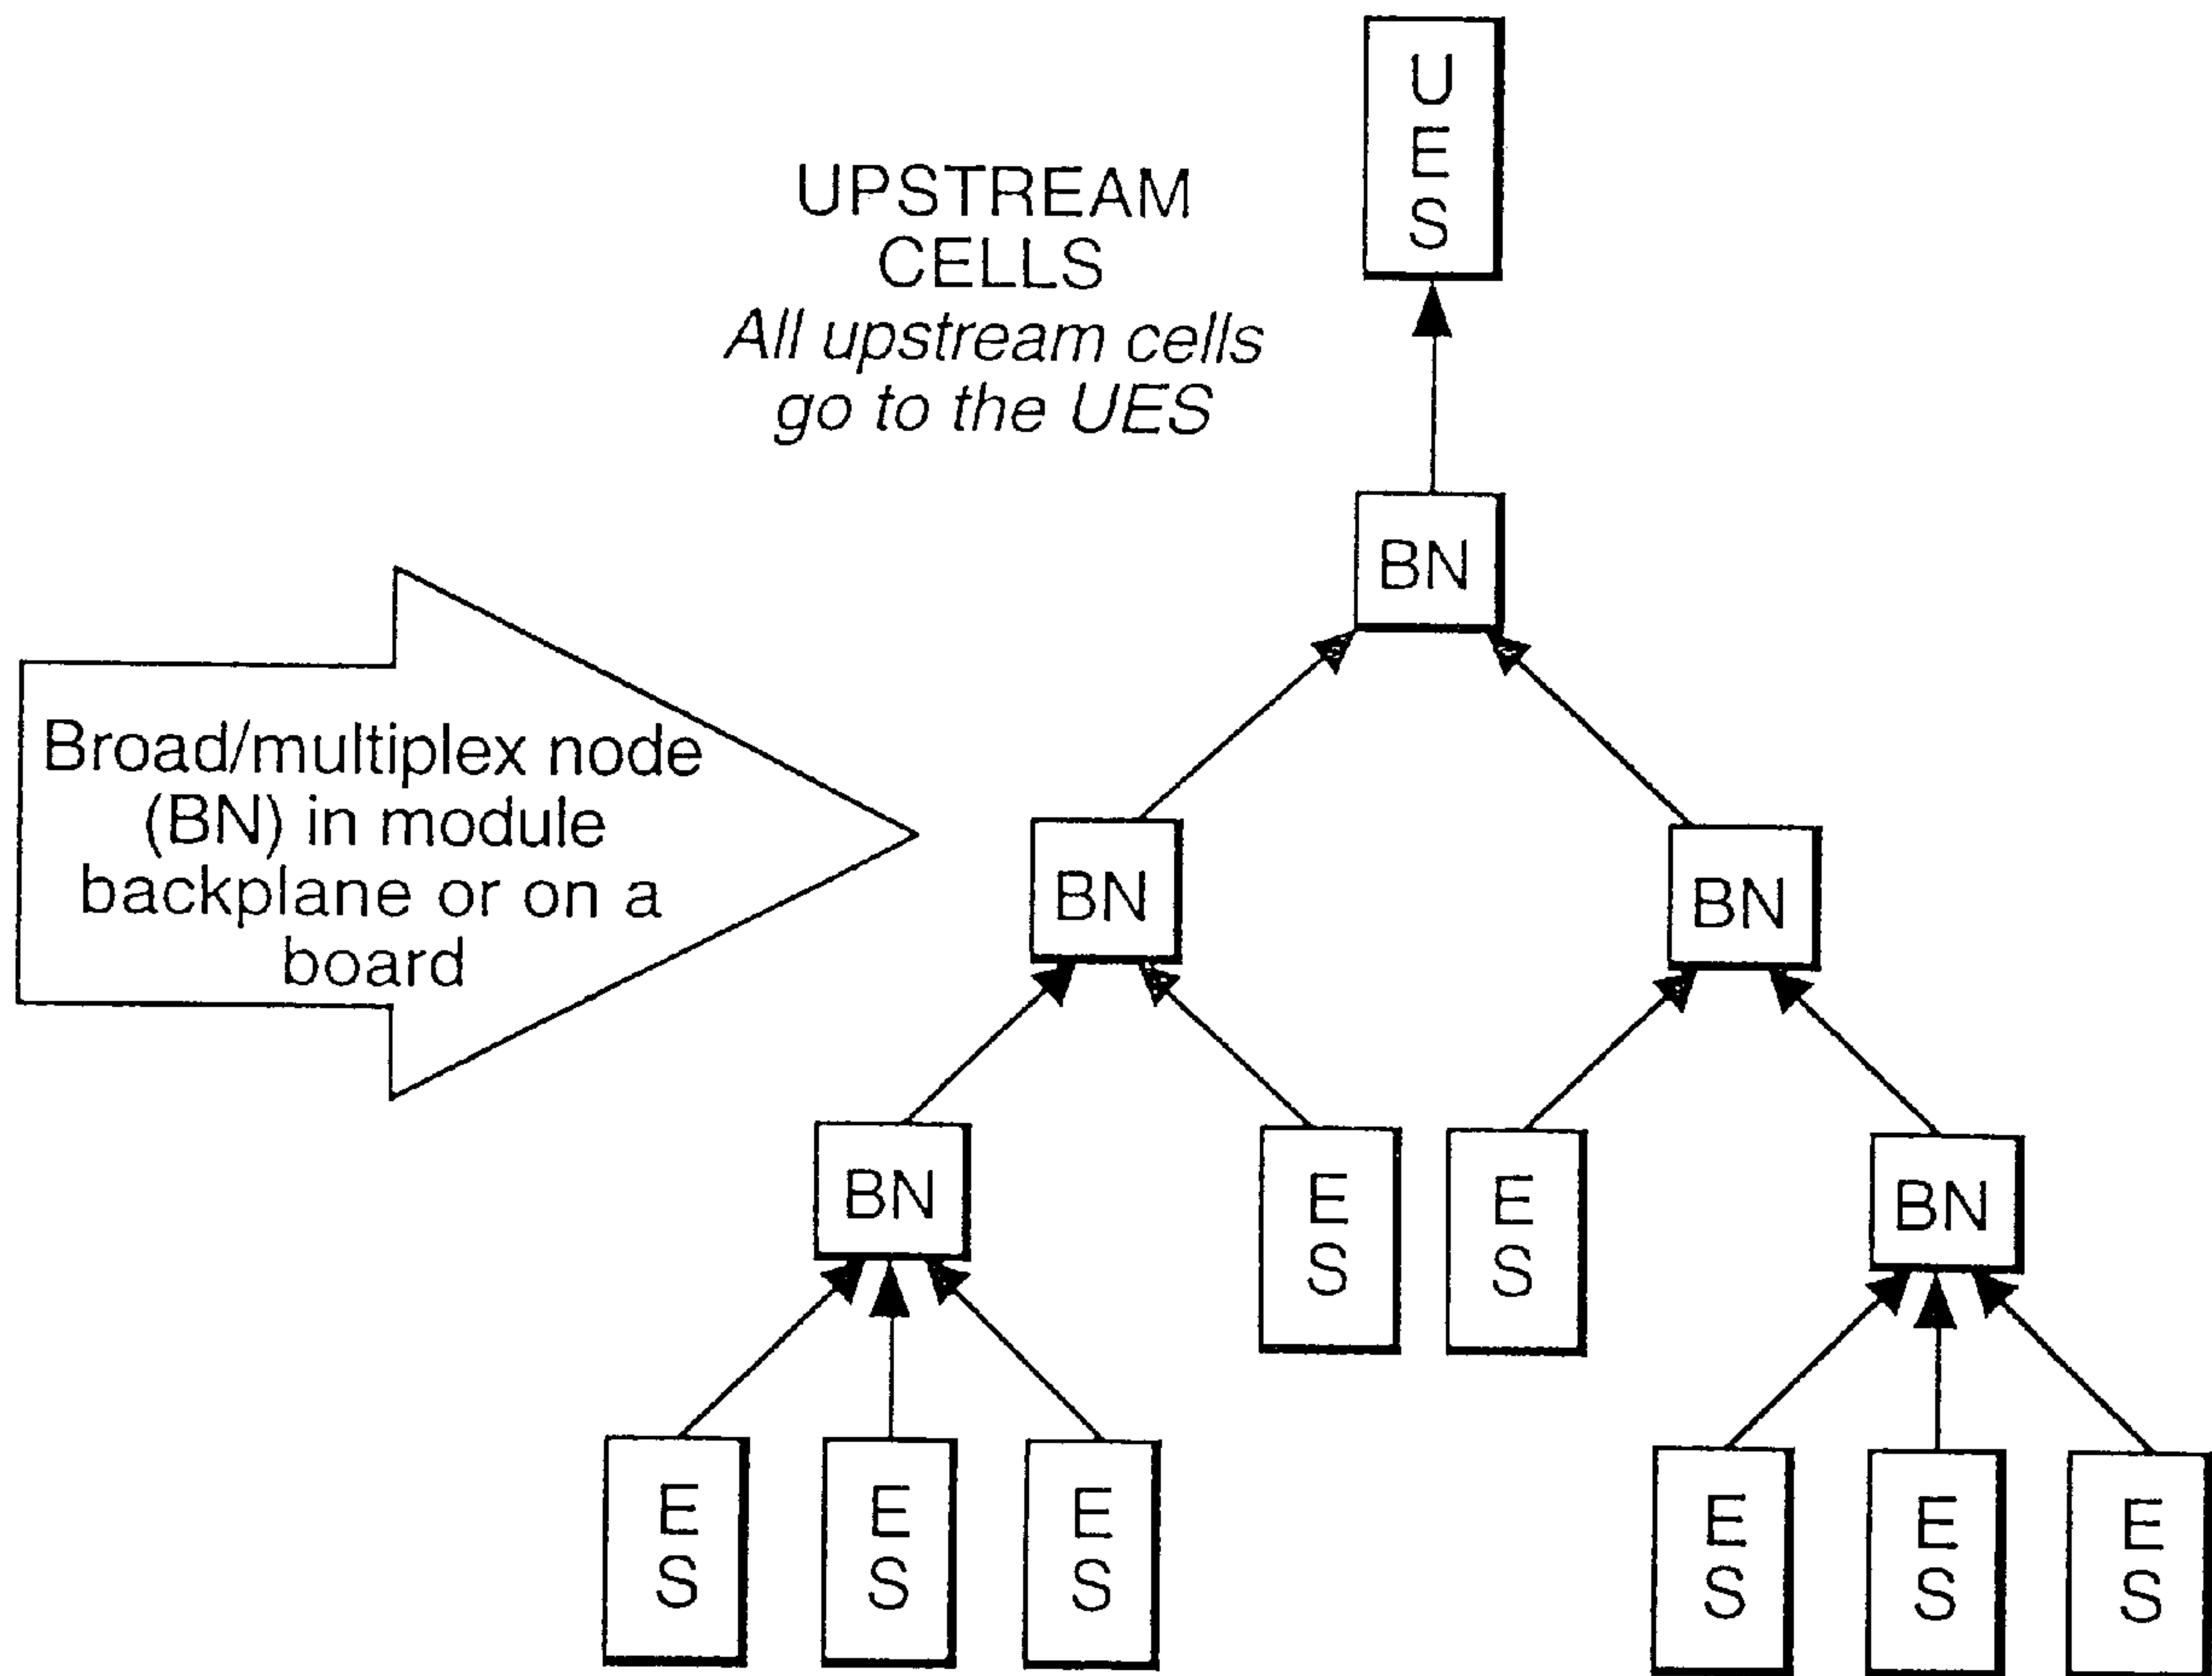 U
E
S
UPSTREAM
CELLS
All upstream cells
go to the UES
BN
Broad/multiplex node
(BN) in module
backplane or on a
board
BN
BN
BN
E
S
E
S
BN
E
S
E
S
E
S
E
S
E
S
E
S